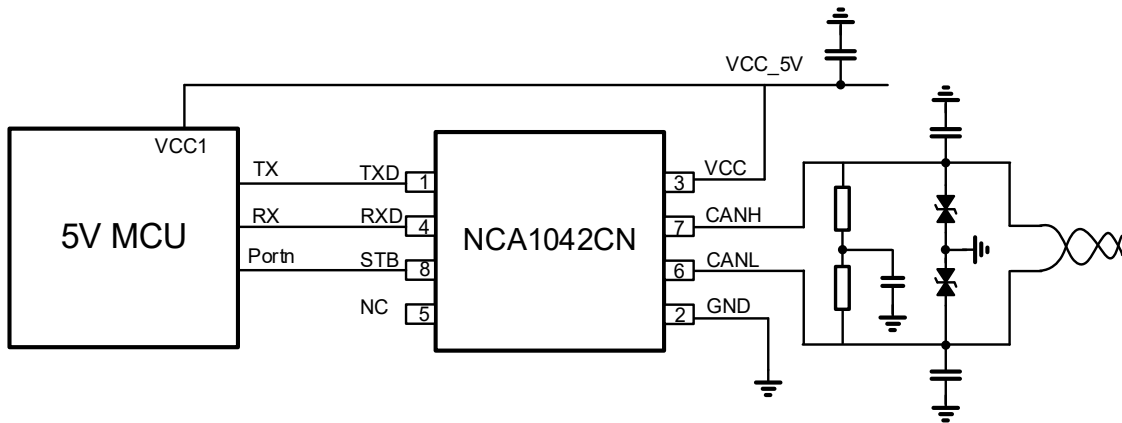 VCC_5V
VCC1
5V MCU
TX
RX
Portn
TXD
RXD
STB
NC
1
4
8
5
NCA1042CN
3
7
6
2
VCC
CANH
CANL
GND